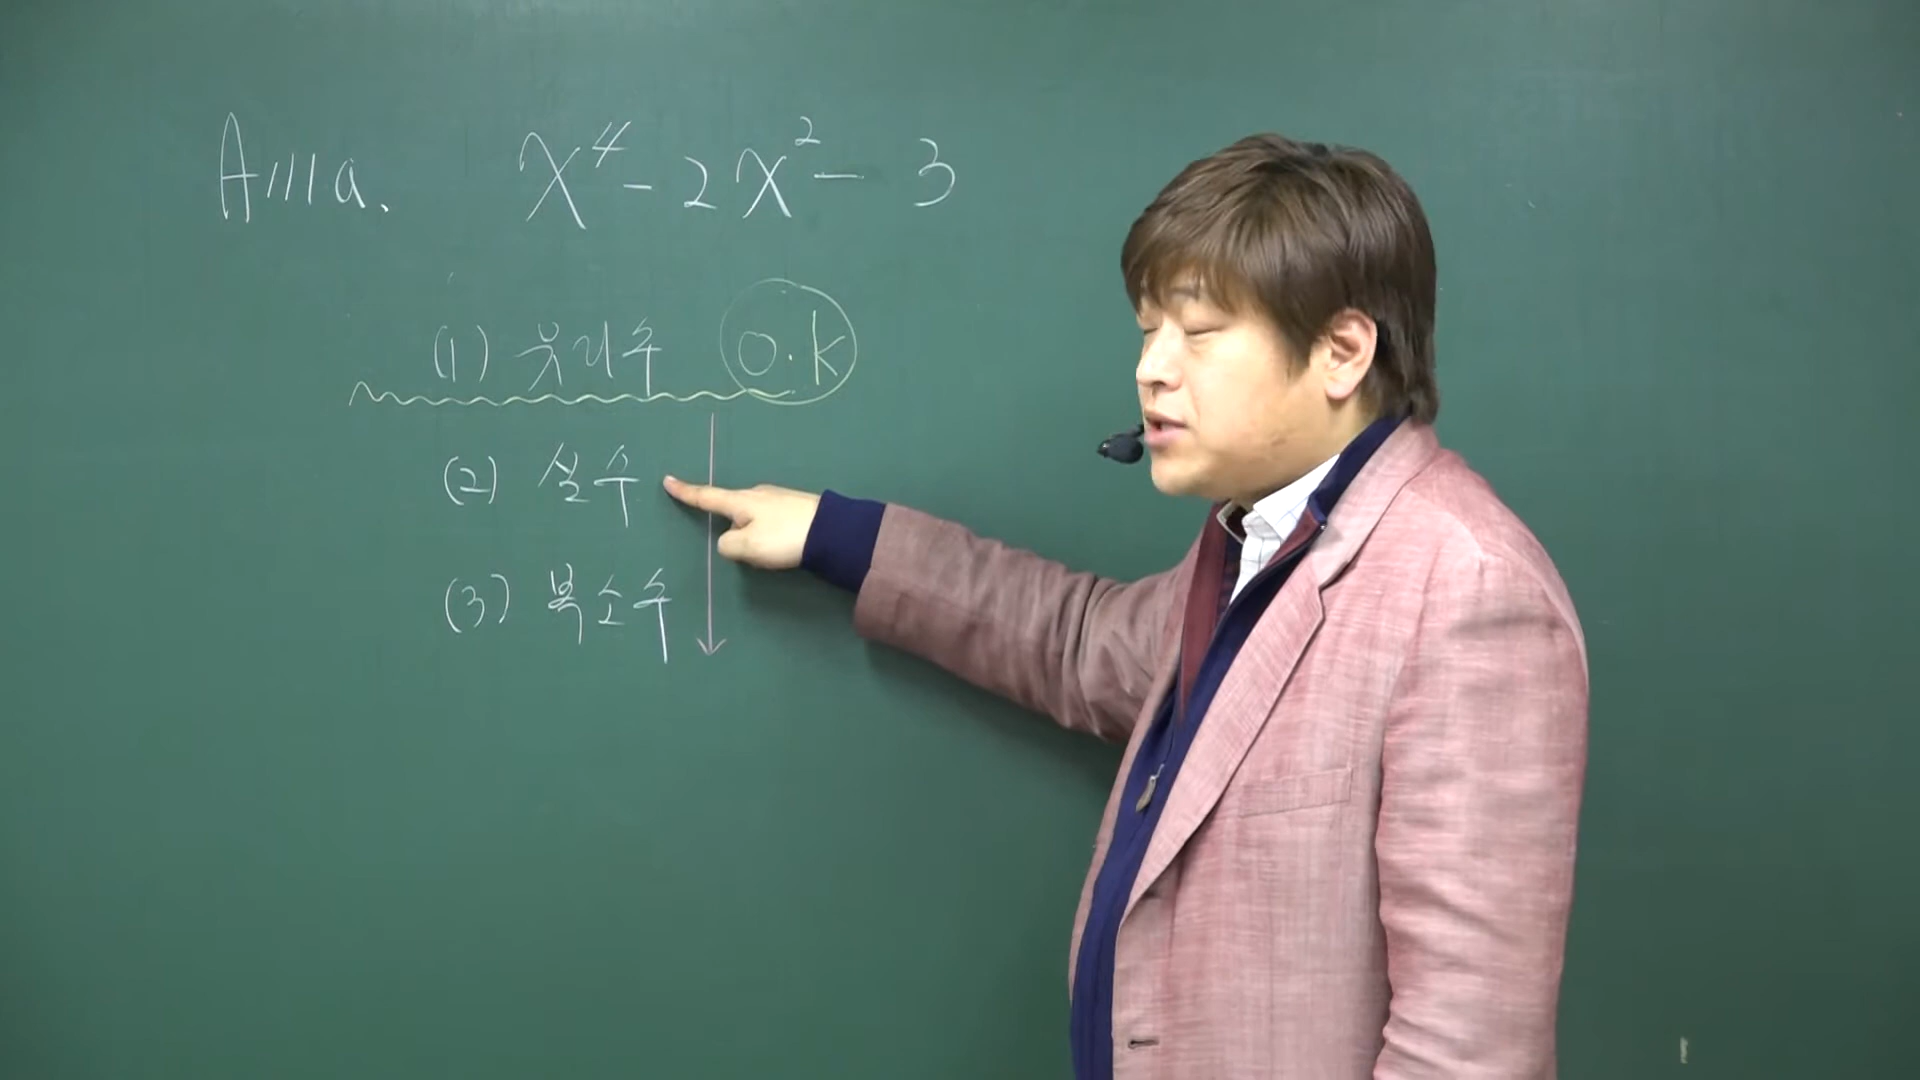 A111a. x⁴-2x²-3
(1) 유리수 O.K
(2) 실수
(3) 복소수